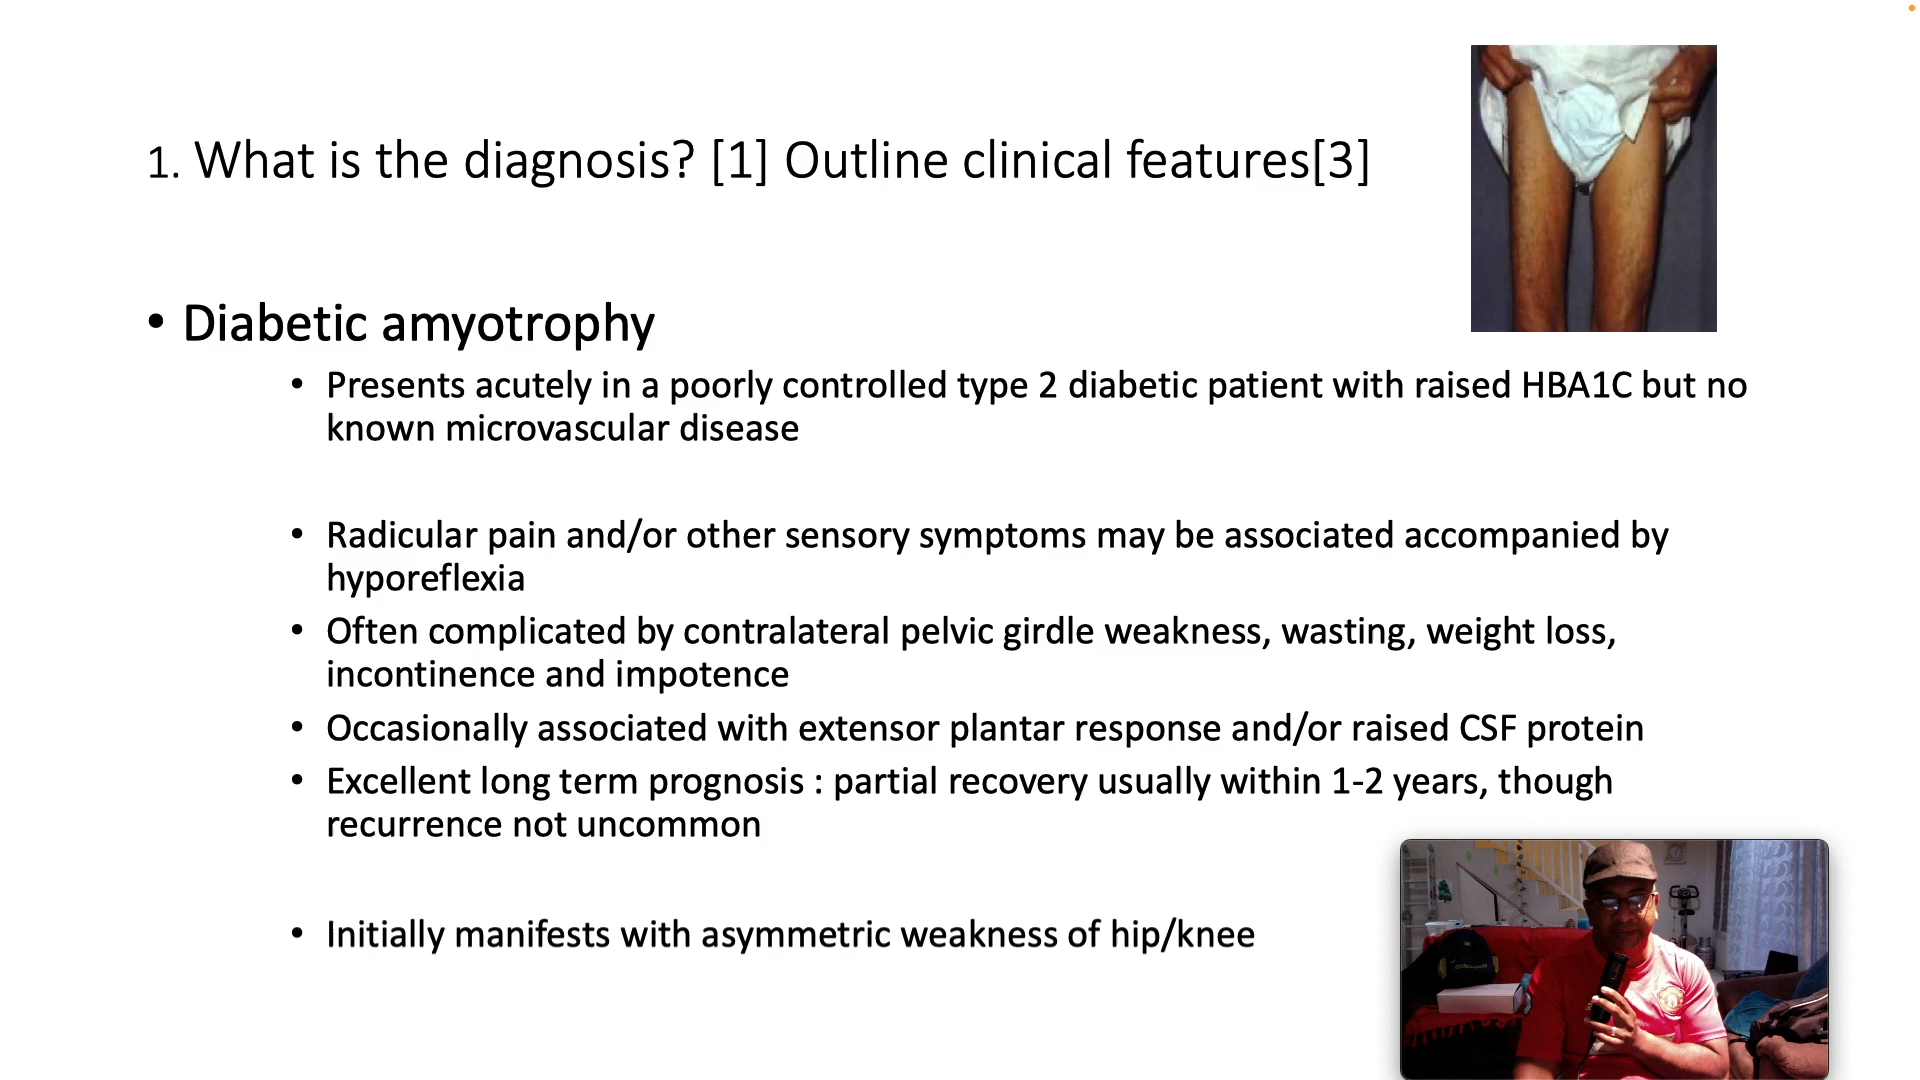 1. What is the diagnosis? [1] Outline clinical features[3]
• Diabetic amyotrophy
• Presents acutely in a poorly controlled type 2 diabetic patient with raised HBA1C but no
known microvascular disease
• Radicular pain and/or other sensory symptoms may be associated accompanied by
hyporeflexia
• Often complicated by contralateral pelvic girdle weakness, wasting, weight loss,
incontinence and impotence
• Occasionally associated with extensor plantar response and/or raised CSF protein
• Excellent long term prognosis : partial recovery usually within 1-2 years, though
recurrence not uncommon
• Initially manifests with asymmetric weakness of hip/knee